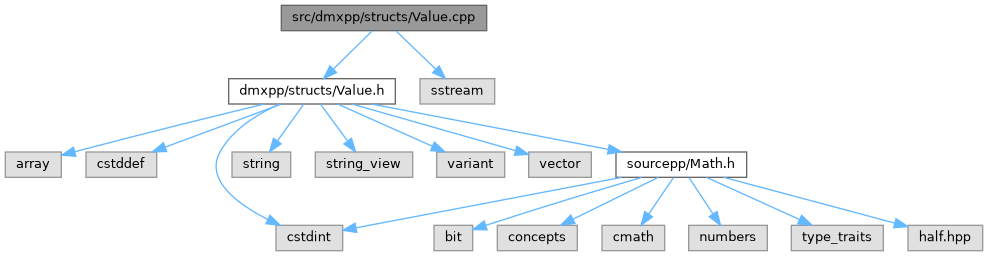 src/dmxpp/structs/Value.cpp
dmxpp/structs/Value.h
sstream
array
cstddef
string
string_view
variant
vector
sourcepp/Math.h
cstdint
bit
concepts
cmath
numbers
type_traits
half.hpp